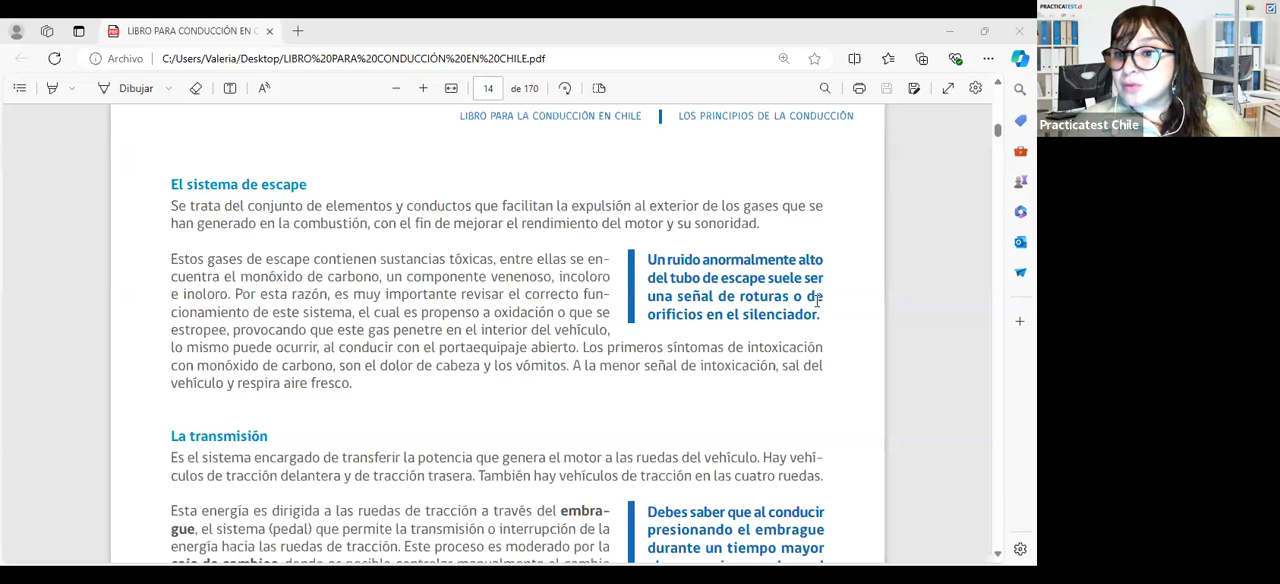 LIBRO PARA CONDUCCIÓN EN C
Archivo
C:/Users/Valeria/Desktop/LIBRO%20PARA%20CONDUCCIÓN%20EN%20CHILE.pdf
Dibujar
14
de 170
PRACTICATEST.cl
Practicatest Chile
LIBRO PARA LA CONDUCCIÓN EN CHILE
LOS PRINCIPIOS DE LA CONDUCCIÓN
El sistema de escape
Se trata del conjunto de elementos y conductos que facilitan la expulsión al exterior de los gases que se
han generado en la combustión, con el fin de mejorar el rendimiento del motor y su sonoridad.
Estos gases de escape contienen sustancias tóxicas, entre ellas se en-
cuentra el monóxido de carbono, un componente venenoso, incoloro
e inoloro. Por esta razón, es muy importante revisar el correcto fun-
cionamiento de este sistema, el cual es propenso a oxidación o que se
estropee, provocando que este gas penetre en el interior del vehículo,
lo mismo puede ocurrir, al conducir con el portaequipaje abierto. Los primeros síntomas de intoxicación
con monóxido de carbono, son el dolor de cabeza y los vómitos. A la menor señal de intoxicación, sal del
vehículo y respira aire fresco.
Un ruido anormalmente alto
del tubo de escape suele ser
una señal de roturas o de
orificios en el silenciador.
La transmisión
Es el sistema encargado de transferir la potencia que genera el motor a las ruedas del vehículo. Hay vehí-
culos de tracción delantera y de tracción trasera. También hay vehículos de tracción en las cuatro ruedas.
Esta energía es dirigida a las ruedas de tracción a través del embra-
gue, el sistema (pedal) que permite la transmisión o interrupción de la
energía hacia las ruedas de tracción. Este proceso es moderado por la
caja de cambios, donde es posible controlar manualmente el cambio
Debes saber que al conducir
presionando el embrague
durante un tiempo mayor